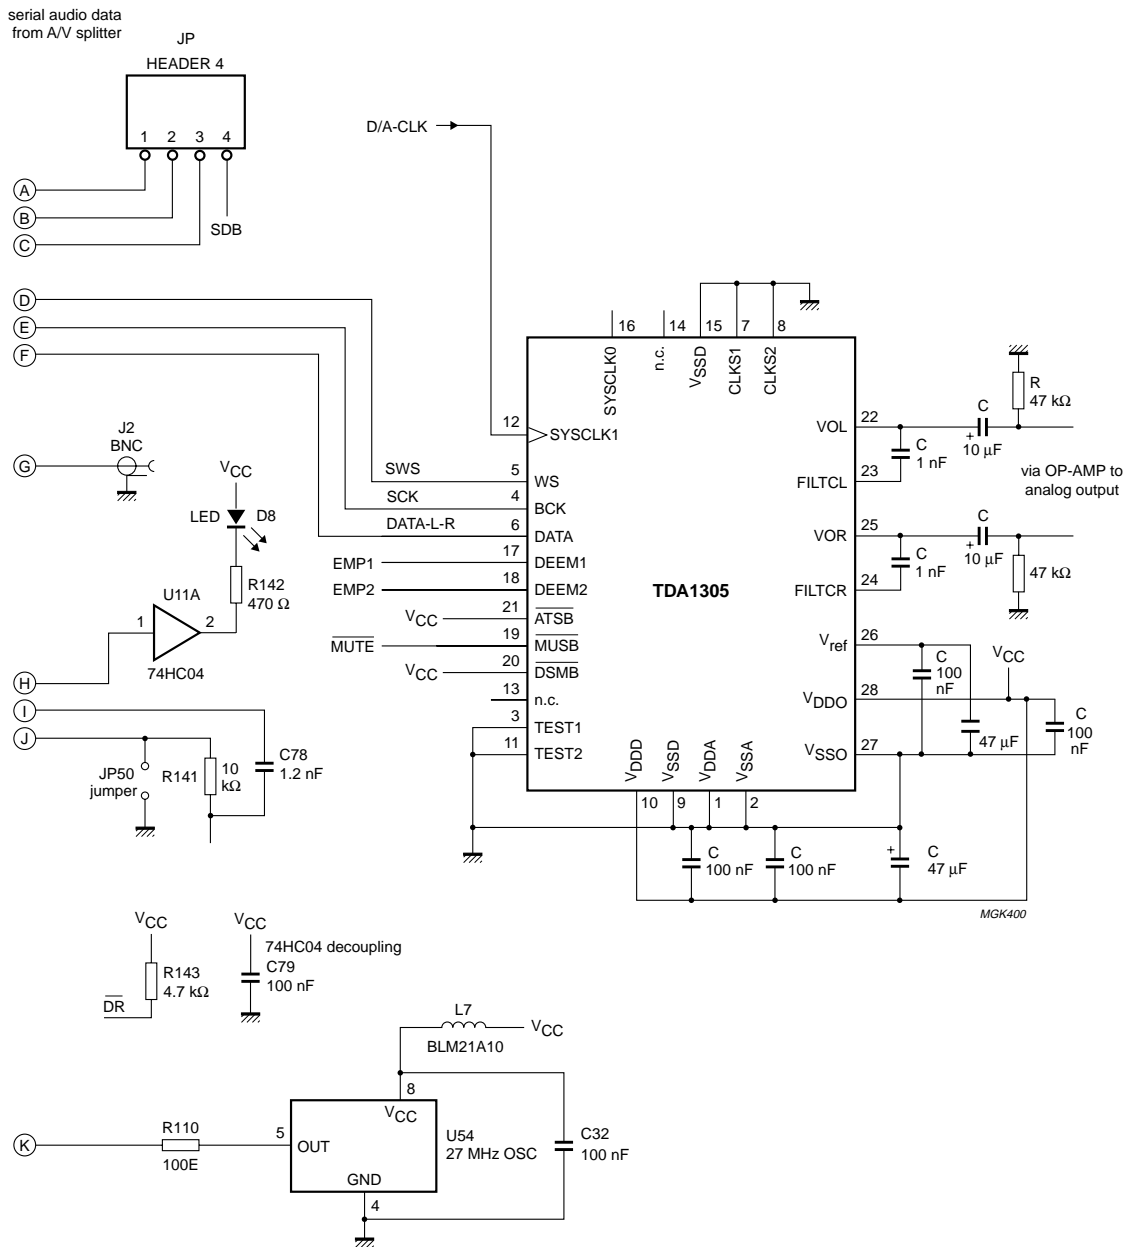 serial audio data
from A/V splitter
JP
HEADER 4
1 2 3 4
A
B
C
SDB
D/A-CLK
D
E
F
G
J2
BNC
VCC
LED D8
R142
470 Ω
U11A
1 2
74HC04
H
I
J
JP50
jumper
R141
10
kΩ
C78
1.2 nF
16 14 15 7 8
SYSCLK0
n.c.
VSSD
CLKS1
CLKS2
12 SYSCLK1
SWS 5 WS
SCK 4 BCK
DATA-L-R 6 DATA
EMP1 17 DEEM1
EMP2 18 DEEM2
VCC 21 ATSB
MUTE 19 MUSB
VCC 20 DSMB
13 n.c.
3 TEST1
11 TEST2
TDA1305
VOL 22
FILTCL 23
VOR 25
FILTCR 24
Vref 26
VDDO 28
VSSO 27
VDDD
VSSD
VDDA
VSSA
10 9 1 2
R
47 kΩ
C
1 nF
C
+
10 μF
via OP-AMP to
analog output
C
1 nF
C
+
10 μF
47 kΩ
C
100
nF
VCC
47 μF
C
100
nF
C
100 nF
C
100 nF
+
C
47 μF
MGK400
VCC
R143
4.7 kΩ
DR
VCC
74HC04 decoupling
C79
100 nF
L7
BLM21A10
VCC
8
VCC
K
R110
100E
5
OUT
GND
4
U54
27 MHz OSC
C32
100 nF